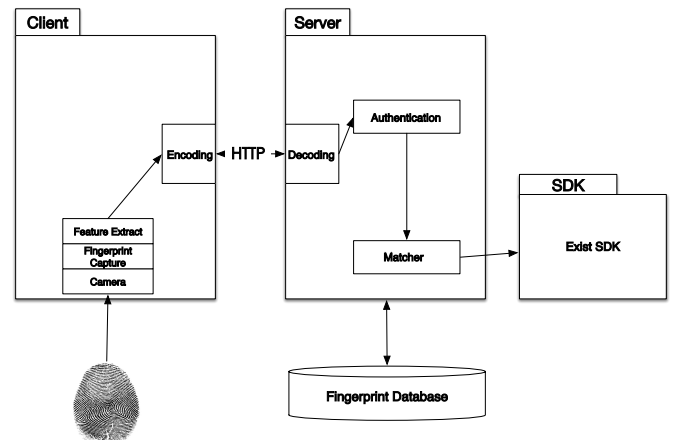 Client
Server
Authentication
Encoding
HTTP
Decoding
SDK
Feature Extract
Fingerprint
Capture
Camera
Matcher
Exist SDK
Fingerprint Database